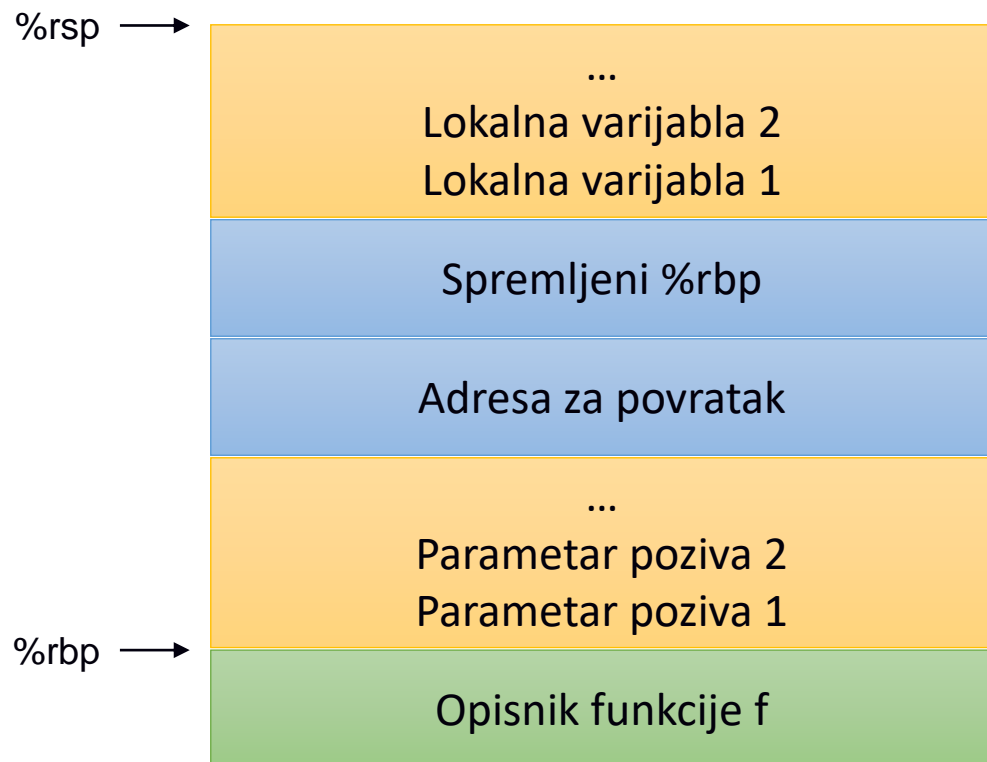 %rsp
…
Lokalna varijabla 2
Lokalna varijabla 1
Spremljeni %rbp
Adresa za povratak
…
Parametar poziva 2
Parametar poziva 1
%rbp
Opisnik funkcije f